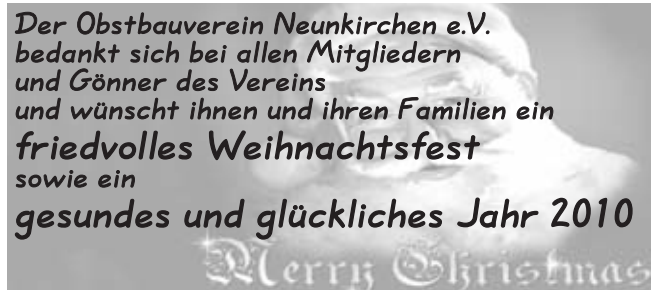 Der Obstbauverein Neunkirchen e.V.
bedankt sich bei allen Mitgliedern
und Gönner des Vereins
und wünscht ihnen und ihren Familien ein
friedvolles Weihnachtsfest
sowie ein
gesundes und glückliches Jahr 2010
Merry Christmas